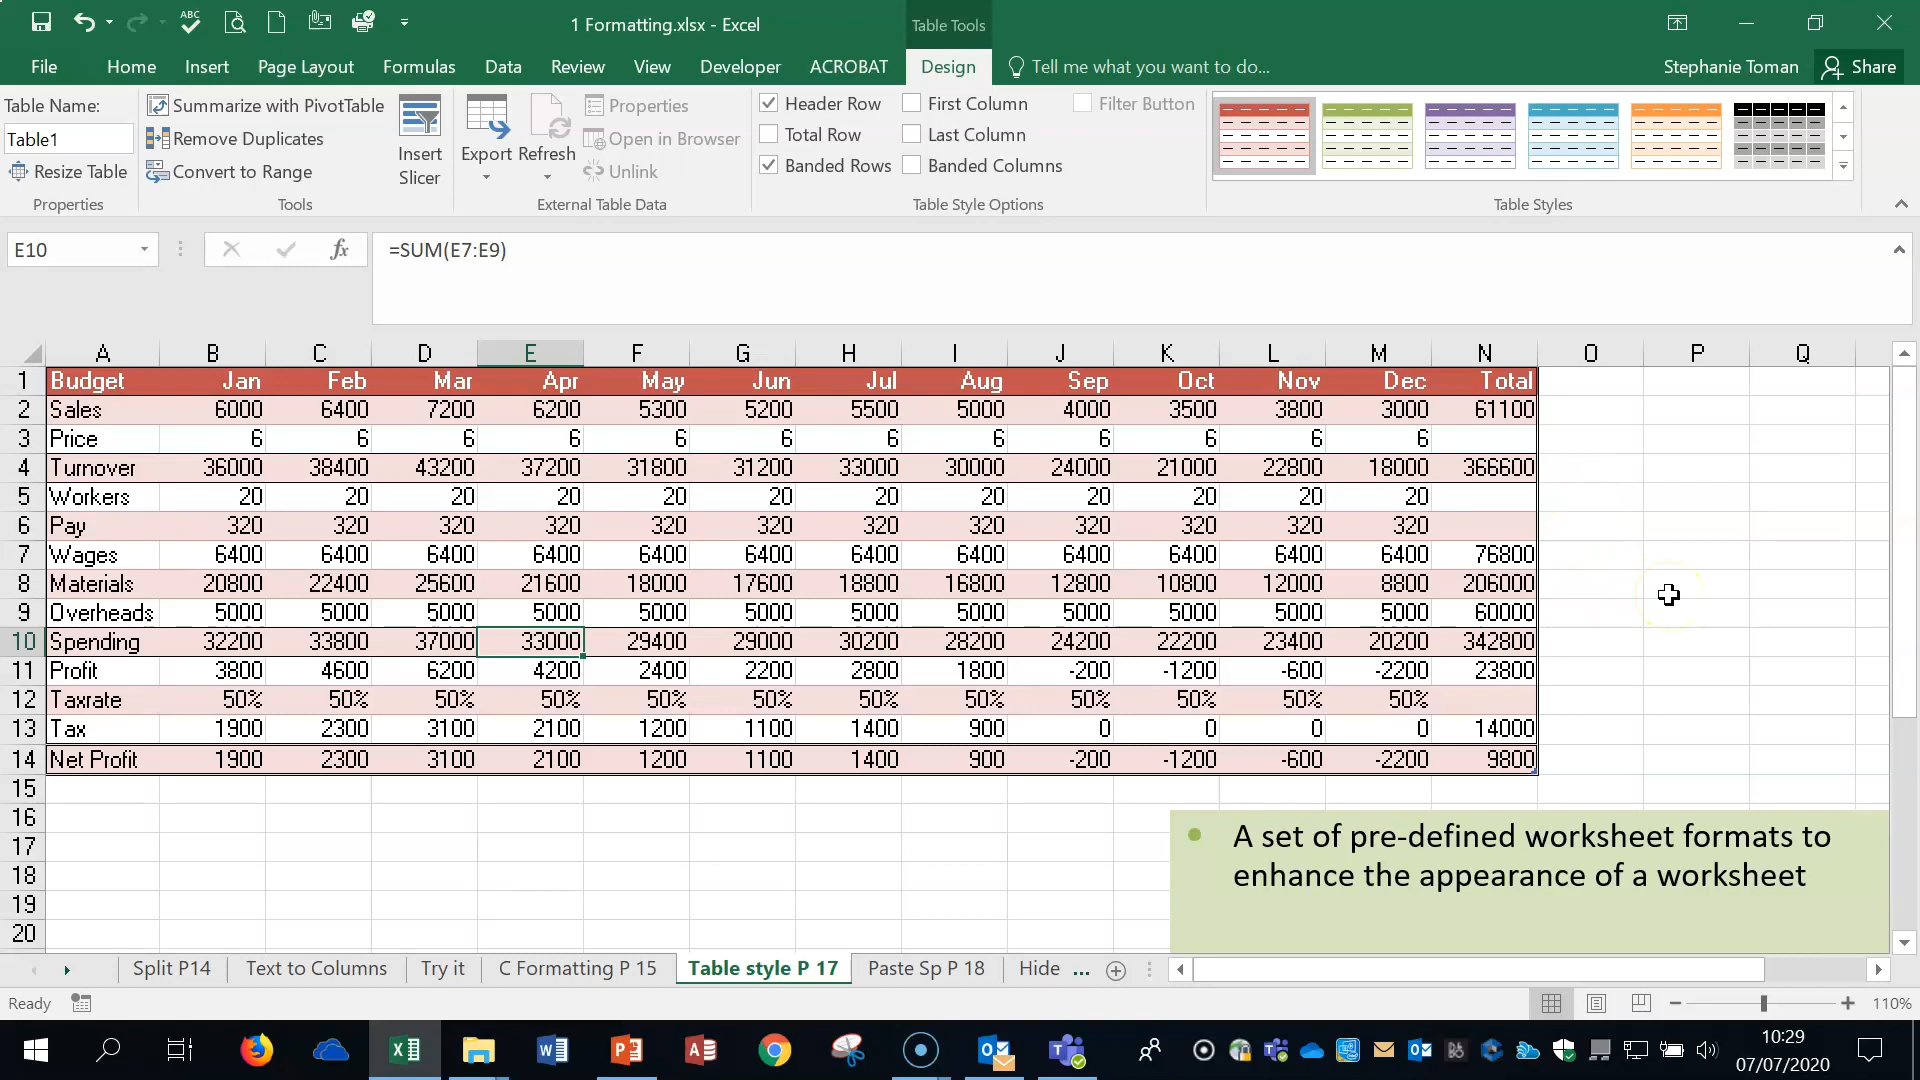 1 Formatting.xlsx - Excel
Table Tools
File Home Insert Page Layout Formulas Data Review View Developer ACROBAT Design Tell me what you want to do... Stephanie Toman Share
Table Name:
Table1
Resize Table
Properties
Summarize with PivotTable
Remove Duplicates
Convert to Range
Tools
Insert
Slicer
Export Refresh
Properties
Open in Browser
Unlink
External Table Data
Header Row First Column Filter Button
Total Row Last Column
Banded Rows Banded Columns
Table Style Options
Table Styles
E10 fx =SUM(E7:E9)
A B C D E F G H I J K L M N O P Q
1 Budget Jan Feb Mar Apr May Jun Jul Aug Sep Oct Nov Dec Total
2 Sales 6000 6400 7200 6200 5300 5200 5500 5000 4000 3500 3800 3000 61100
3 Price 6 6 6 6 6 6 6 6 6 6 6 6
4 Turnover 36000 38400 43200 37200 31800 31200 33000 30000 24000 21000 22800 18000 366600
5 Workers 20 20 20 20 20 20 20 20 20 20 20 20
6 Pay 320 320 320 320 320 320 320 320 320 320 320 320
7 Wages 6400 6400 6400 6400 6400 6400 6400 6400 6400 6400 6400 6400 76800
8 Materials 20800 22400 25600 21600 18000 17600 18800 16800 12800 10800 12000 8800 206000
9 Overheads 5000 5000 5000 5000 5000 5000 5000 5000 5000 5000 5000 5000 60000
10 Spending 32200 33800 37000 33000 29400 29000 30200 28200 24200 22200 23400 20200 342800
11 Profit 3800 4600 6200 4200 2400 2200 2800 1800 -200 -1200 -600 -2200 23800
12 Taxrate 50% 50% 50% 50% 50% 50% 50% 50% 50% 50% 50% 50%
13 Tax 1900 2300 3100 2100 1200 1100 1400 900 0 0 0 0 14000
14 Net Profit 1900 2300 3100 2100 1200 1100 1400 900 -200 -1200 -600 -2200 9800
15
16
17
18
19
20
• A set of pre-defined worksheet formats to
enhance the appearance of a worksheet
Split P14 Text to Columns Try it C Formatting P 15 Table style P 17 Paste Sp P 18 Hide ...
Ready 110%
10:29
07/07/2020